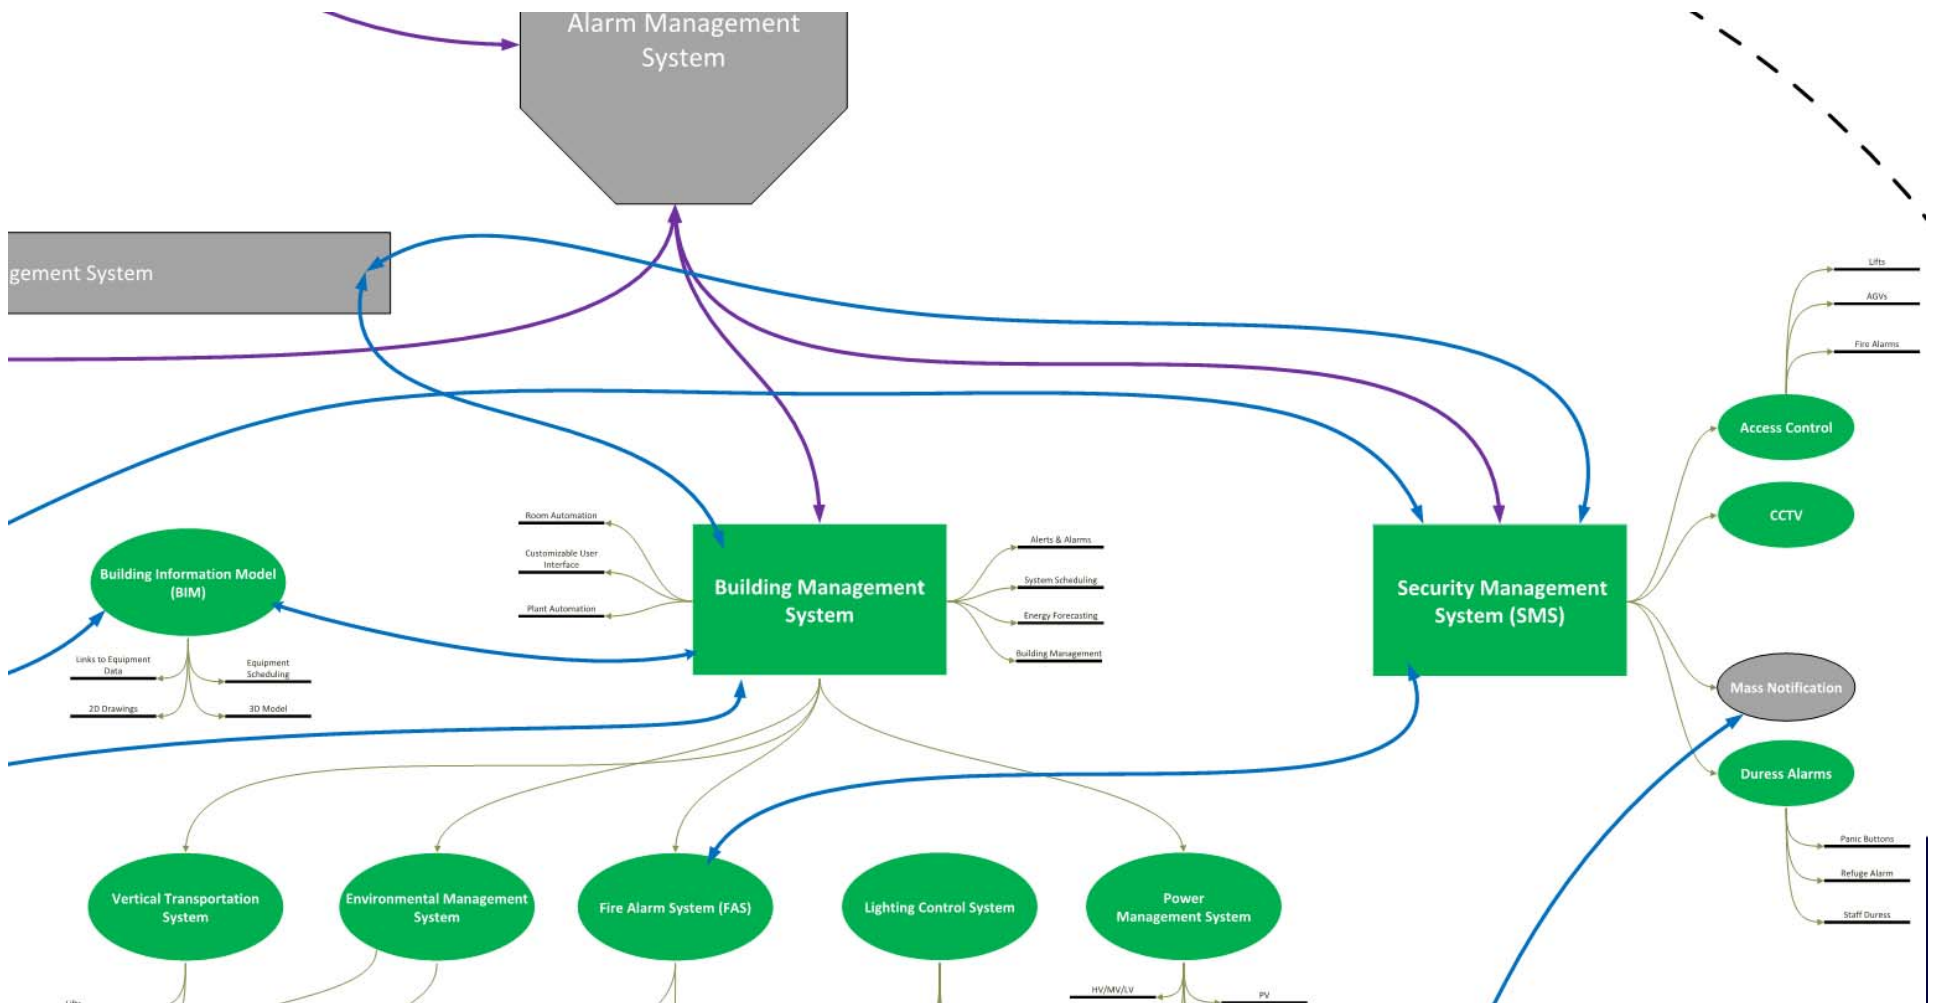 Alarm Management
System
gement System
Lifts
AGVs
Fire Alarms
Access Control
CCTV
Room Automation
Customizable User
Interface
Plant Automation
Building Management
System
Alerts & Alarms
System Scheduling
Energy Forecasting
Building Management
Security Management
System (SMS)
Building Information Model
(BIM)
Links to Equipment
Data
Equipment
Scheduling
2D Drawings
3D Model
Mass Notification
Duress Alarms
Panic Buttons
Refuge Alarm
Staff Duress
Vertical Transportation
System
Environmental Management
System
Fire Alarm System (FAS)
Lighting Control System
Power
Management System
HV/MV/LV
PV